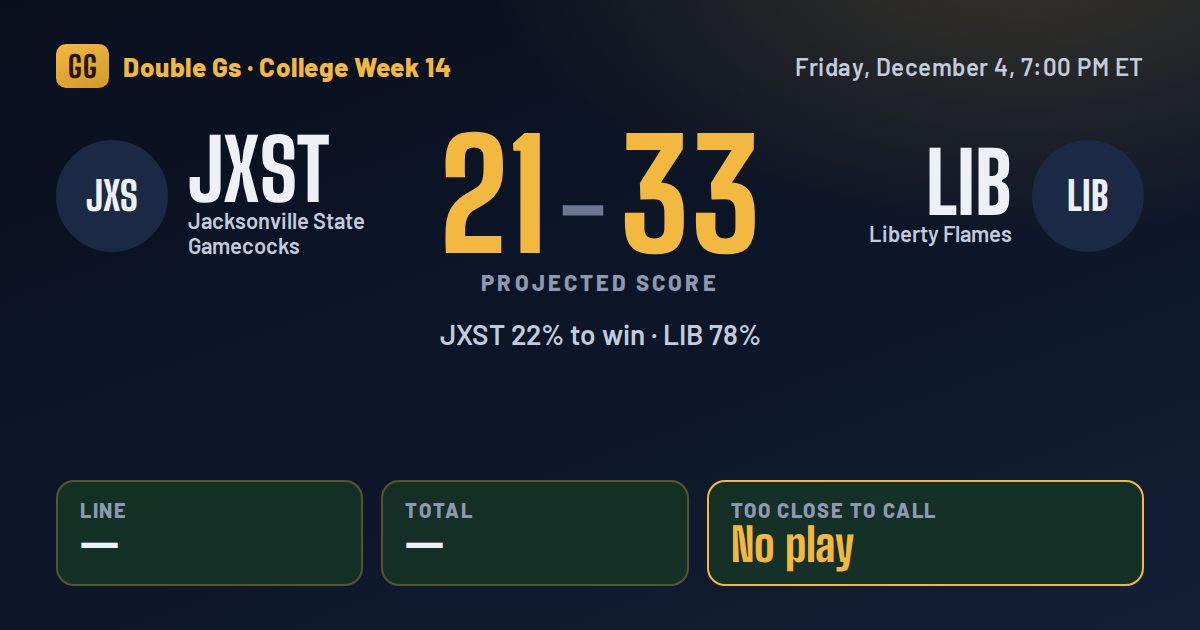 GG
Double Gs · College Week 14
Friday, December 4, 7:00 PM ET
JXS
JXST
Jacksonville State
Gamecocks
21 – 33
PROJECTED SCORE
JXST 22% to win · LIB 78%
LIB
Liberty Flames
LIB
LINE
—
TOTAL
—
TOO CLOSE TO CALL
No play